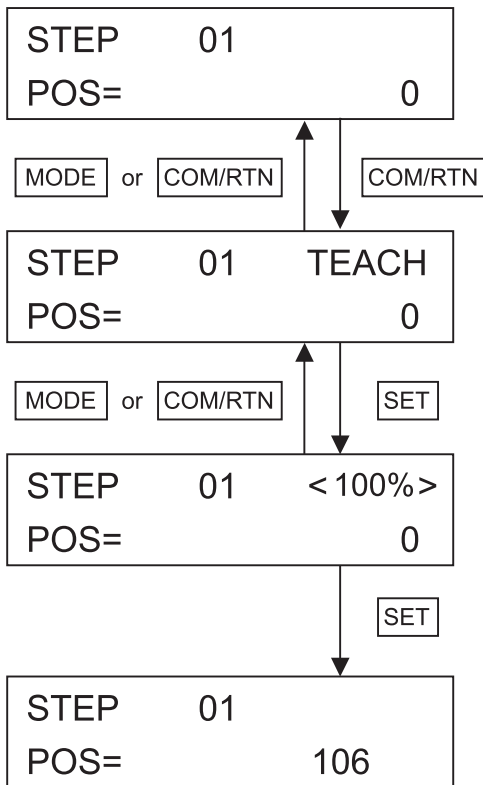 STEP 01
POS= 0
MODE or COM/RTN COM/RTN
STEP 01 TEACH
POS= 0
MODE or COM/RTN SET
STEP 01 <100%>
POS= 0
SET
STEP 01
POS= 106